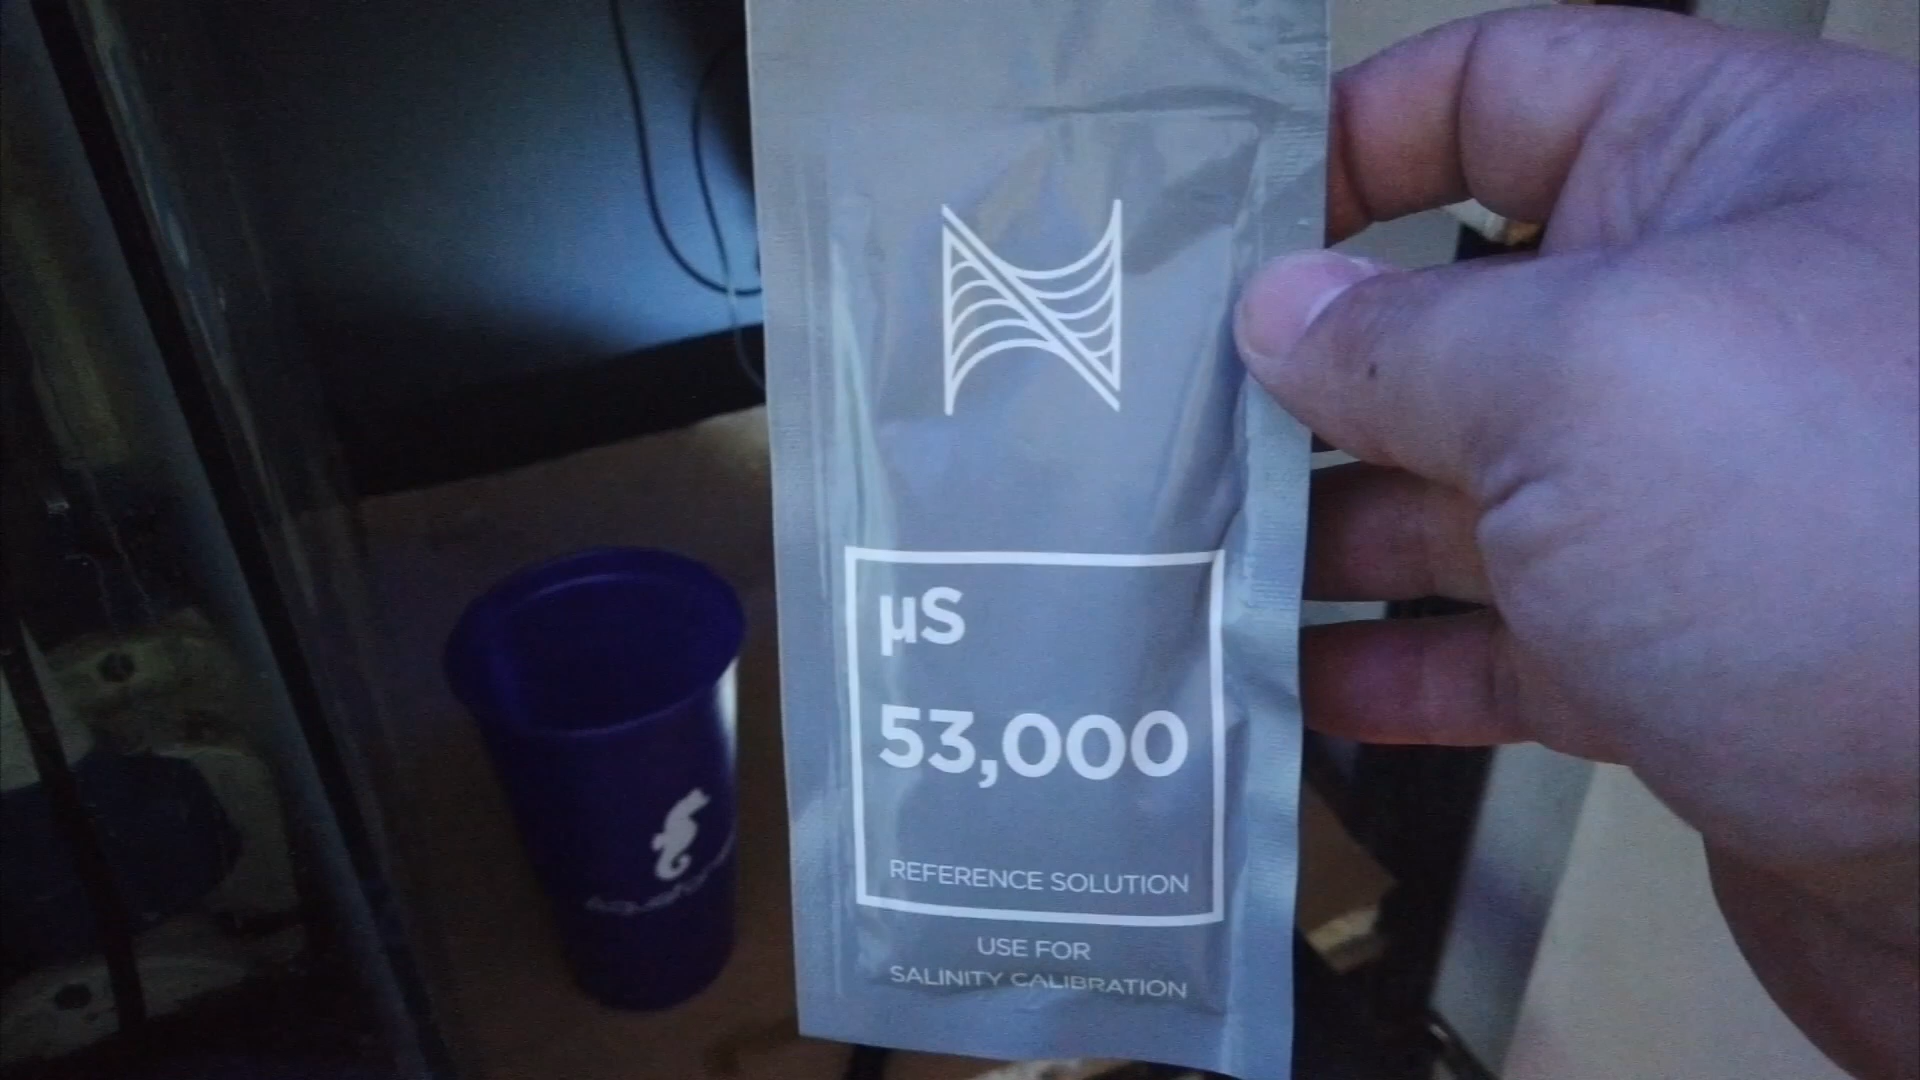 µS
53,000
REFERENCE SOLUTION
USE FOR
SALINITY CALIBRATION